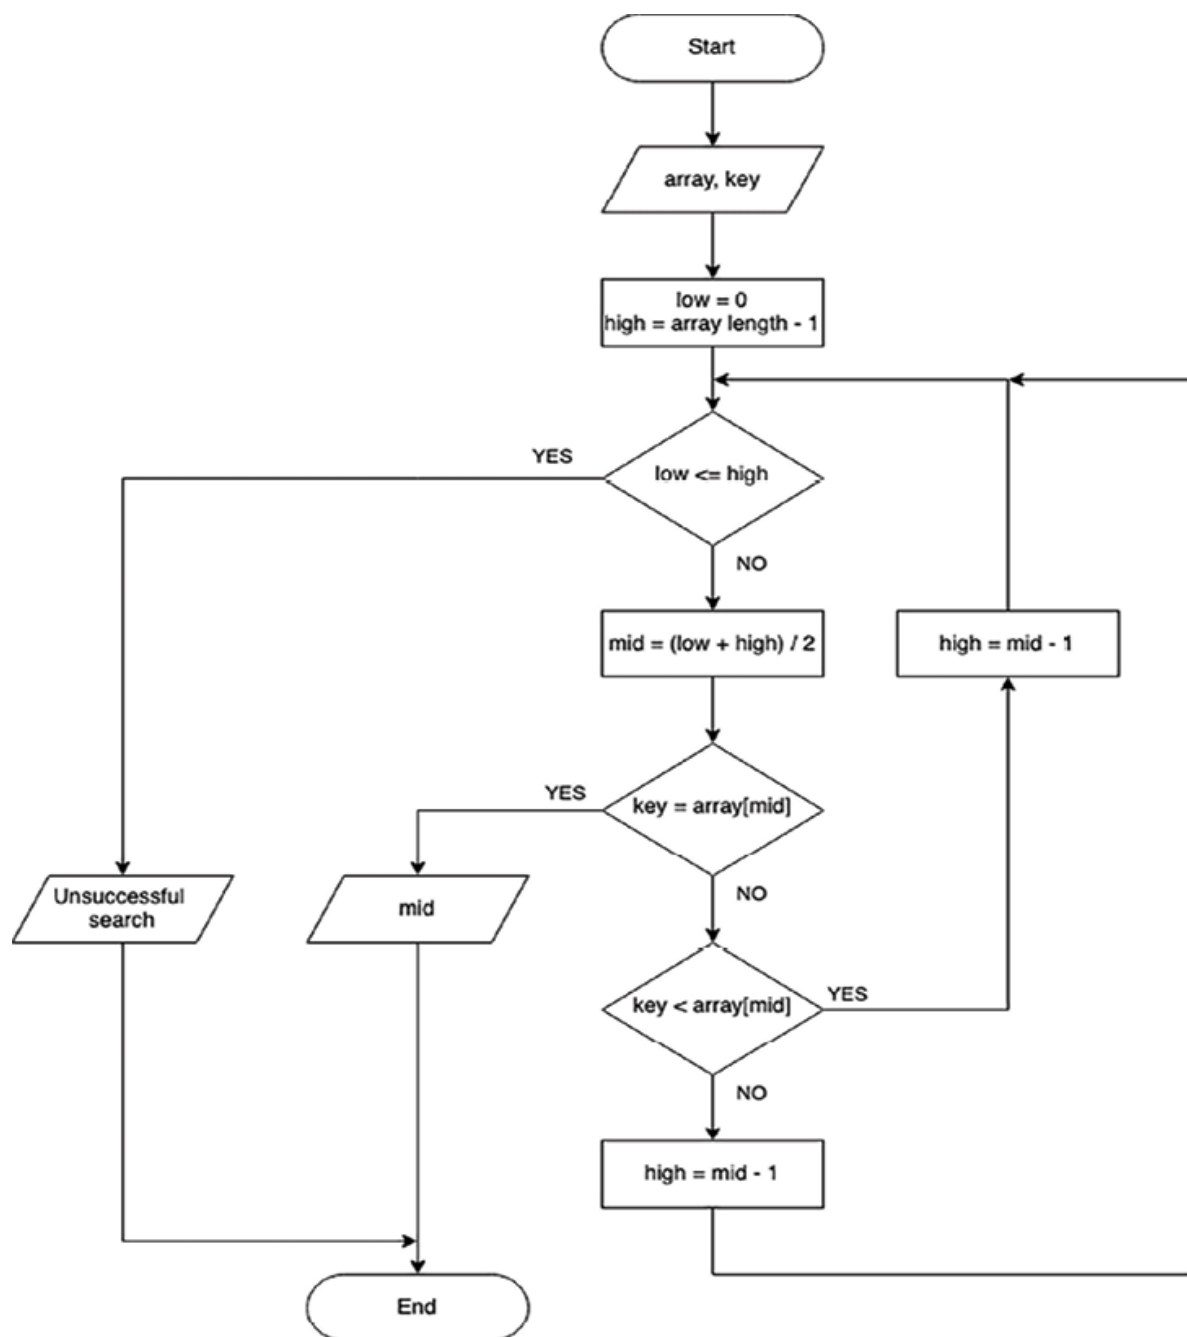 Start
array, key
low = 0
high = array length - 1
YES
low <= high
NO
mid = (low + high) / 2
high = mid - 1
YES
key = array[mid]
NO
Unsuccessful
search
mid
key < array[mid]
YES
NO
high = mid - 1
End